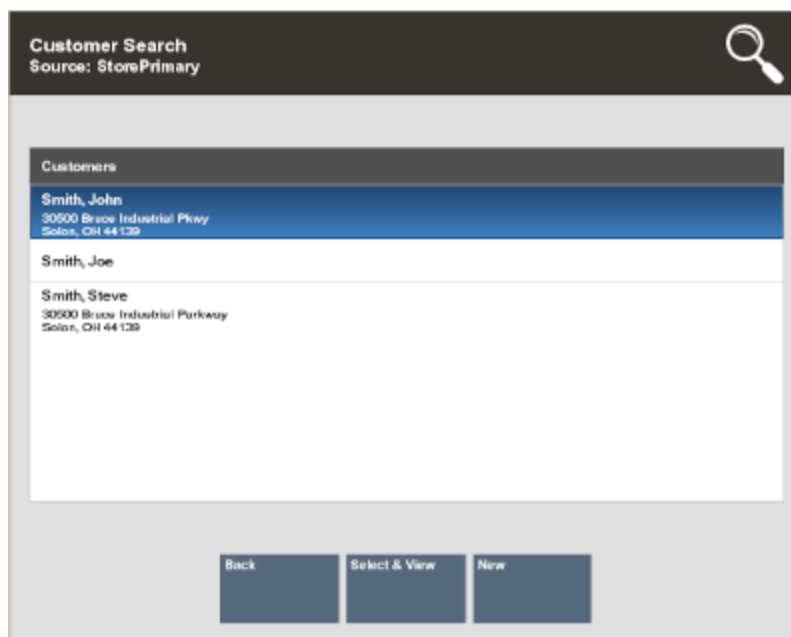 Customer Search
Source: StorePrimary
Customers
Smith, John
30500 Bruce Industrial Pkwy
Solon, OH 44139
Smith, Joe
Smith, Steve
30500 Bruce Industrial Parkway
Solon, OH 44139
Back
Select & View
New